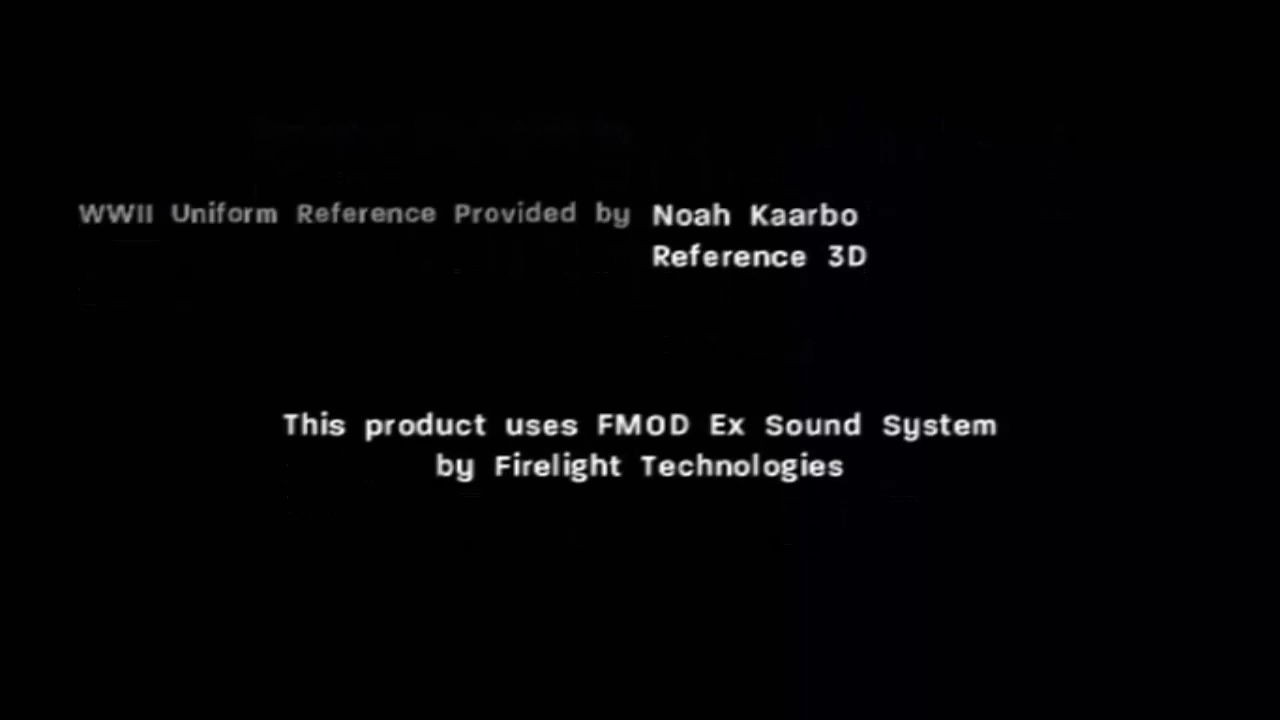 WWII Uniform Reference Provided by Noah Kaarbo
Reference 3D
This product uses FMOD Ex Sound System
by Firelight Technologies